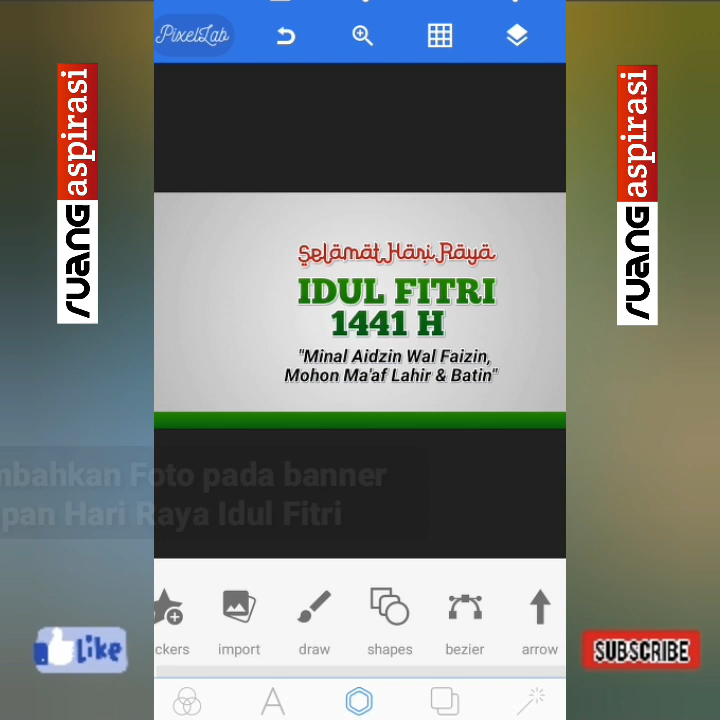 PixelLab
ruang aspirasi
ruang aspirasi
Selamat Hari Raya
IDUL FITRI
1441 H
"Minal Aidzin Wal Faizin,
Mohon Ma'af Lahir & Batin"
mbahkan Foto pada banner
pan Hari Raya Idul Fitri
ckers import draw shapes bezier arrow
Like
SUBSCRIBE